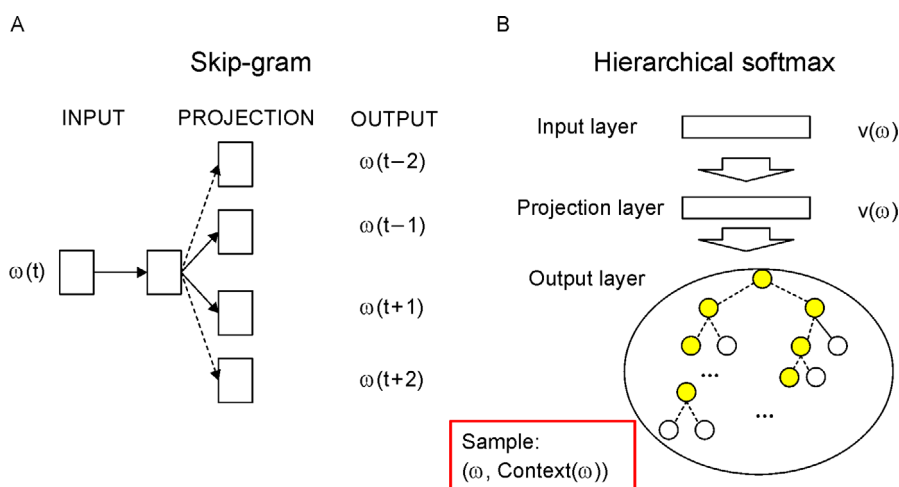 A
Skip-gram
INPUT
PROJECTION
OUTPUT
ω(t−2)
ω(t−1)
ω(t)
ω(t+1)
ω(t+2)
B
Hierarchical softmax
Input layer
v(ω)
Projection layer
v(ω)
Output layer
...
...
Sample:
(ω, Context(ω))